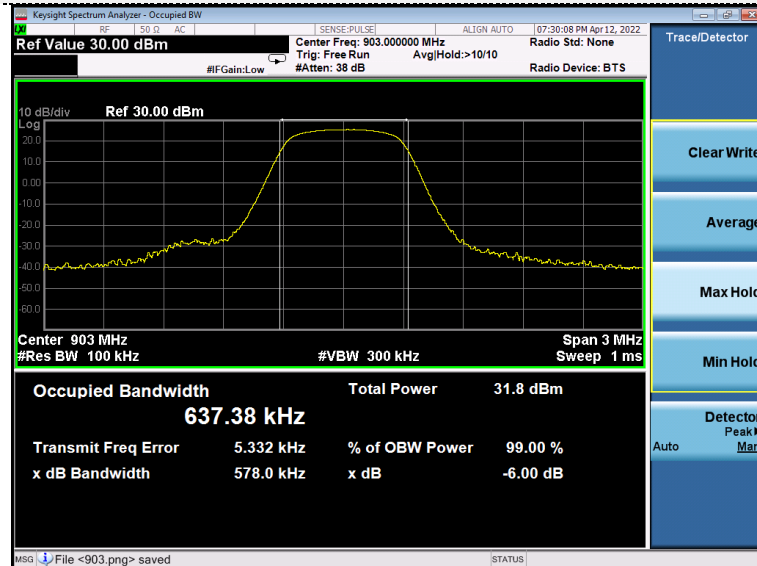 Keysight Spectrum Analyzer - Occupied BW
LXI RF 50 Ω AC SENSE:PULSE ALIGN AUTO 07:30:08 PM Apr 12, 2022
Ref Value 30.00 dBm Center Freq: 903.000000 MHz Radio Std: None Trace/Detector
Trig: Free Run Avg|Hold:>10/10
#IFGain:Low #Atten: 38 dB Radio Device: BTS
10 dB/div Ref 30.00 dBm
Log
20.0
10.0
0.00
-10.0
-20.0
-30.0
-40.0
-50.0
-60.0
Center 903 MHz Span 3 MHz
#Res BW 100 kHz #VBW 300 kHz Sweep 1 ms
Occupied Bandwidth Total Power 31.8 dBm
637.38 kHz
Transmit Freq Error 5.332 kHz % of OBW Power 99.00 %
x dB Bandwidth 578.0 kHz x dB -6.00 dB
Clear Write
Average
Max Hold
Min Hold
Detector
Peak
Auto Man
MSG File <903.png> saved STATUS